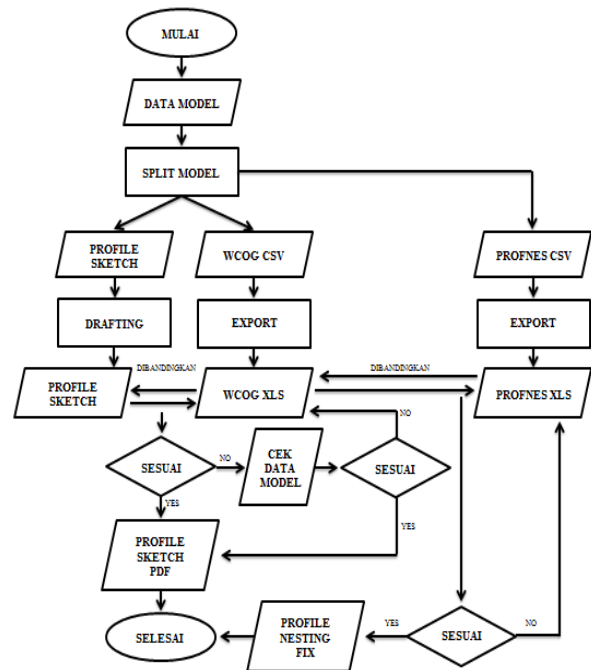 MULAI
DATA MODEL
SPLIT MODEL
PROFILE
SKETCH
WCOG CSV
PROFNES CSV
DRAFTING
EXPORT
EXPORT
DIBANDINGKAN
DIBANDINGKAN
PROFILE
SKETCH
WCOG XLS
PROFNES XLS
NO
SESUAI
NO
CEK
DATA
MODEL
SESUAI
YES
YES
PROFILE
SKETCH
PDF
SELESAI
PROFILE
NESTING
FIX
YES
SESUAI
NO